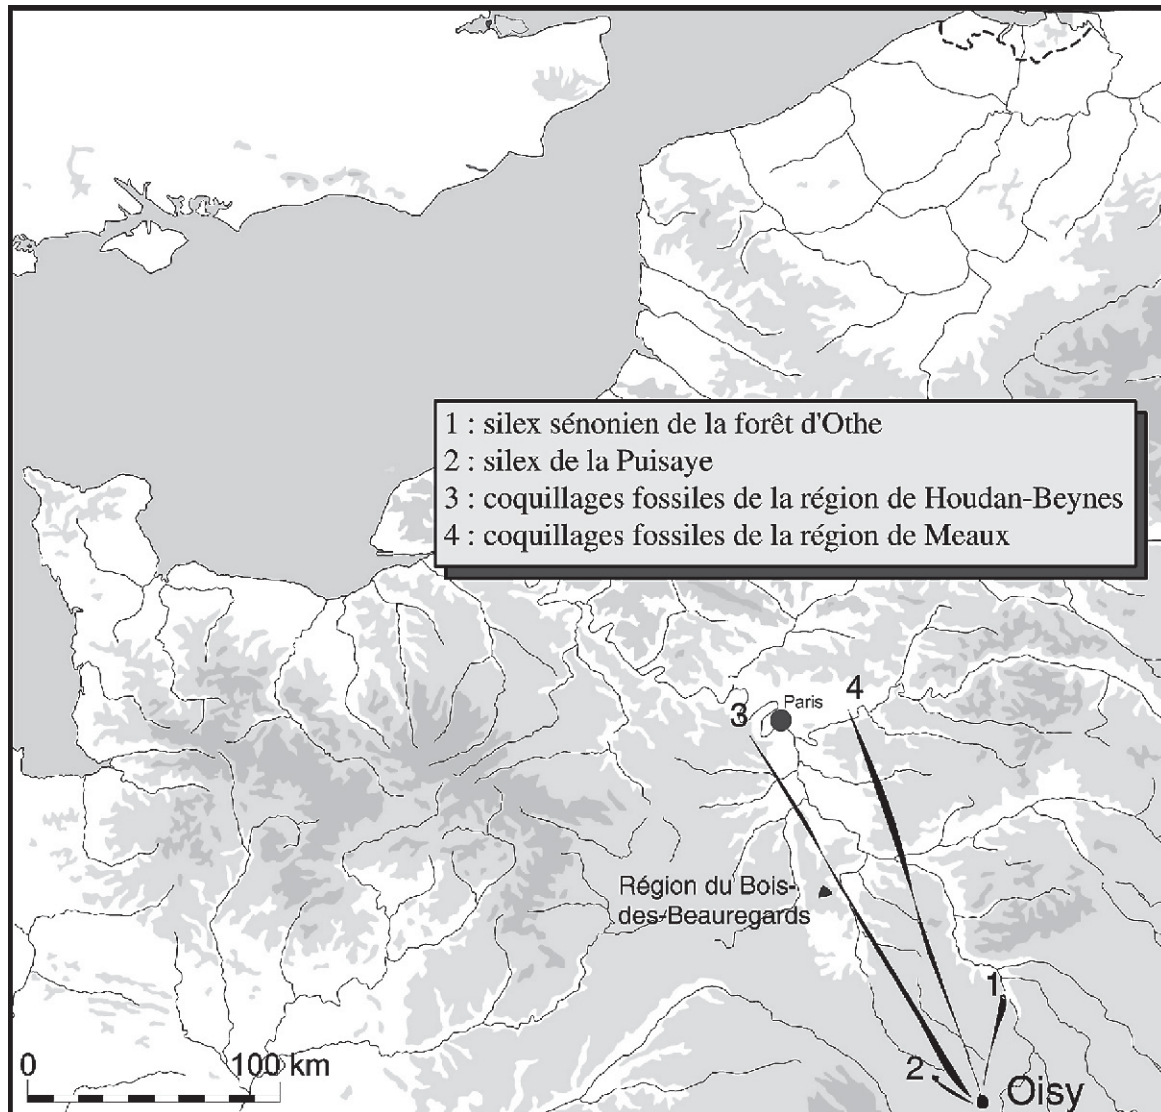 1 : silex sénonien de la forêt d'Othe
2 : silex de la Puisaye
3 : coquillages fossiles de la région de Houdan-Beynes
4 : coquillages fossiles de la région de Meaux
4
Paris
3
Région du Bois-
des-Beauregards
1
0
100 km
2
Oisy